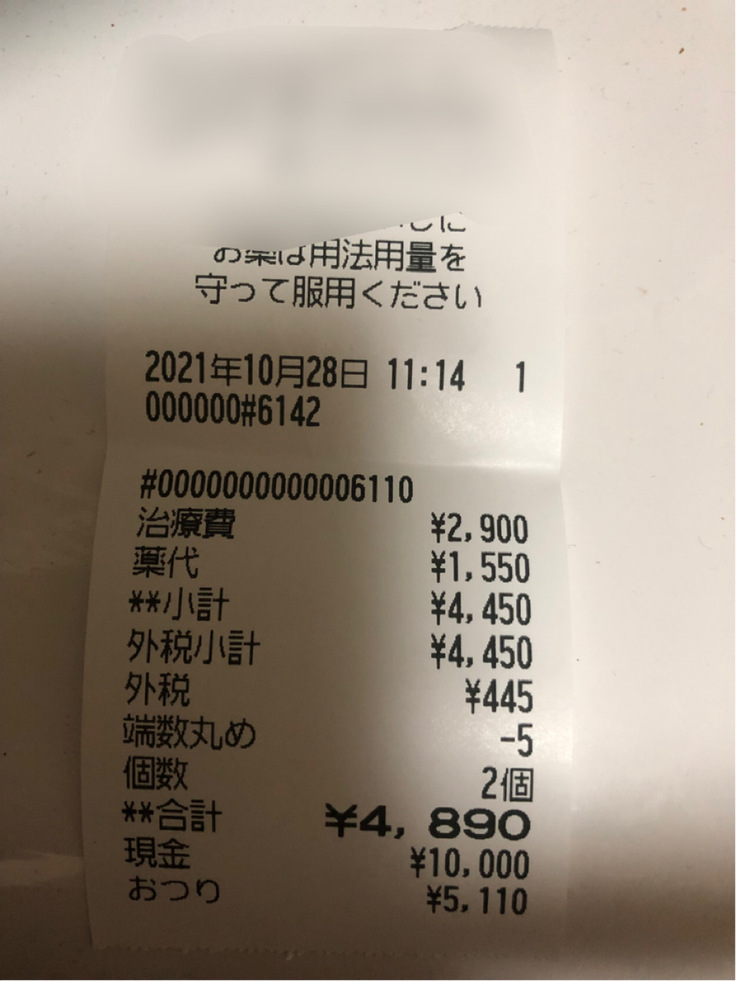 お薬は用法用量を
守って服用ください
2021年10月28日 11:14 1
000000#6142
#0000000000006110
治療費 ¥2,900
薬代 ¥1,550
**小計 ¥4,450
外税小計 ¥4,450
外税 ¥445
端数丸め -5
個数 2個
**合計 ¥4,890
現金 ¥10,000
おつり ¥5,110